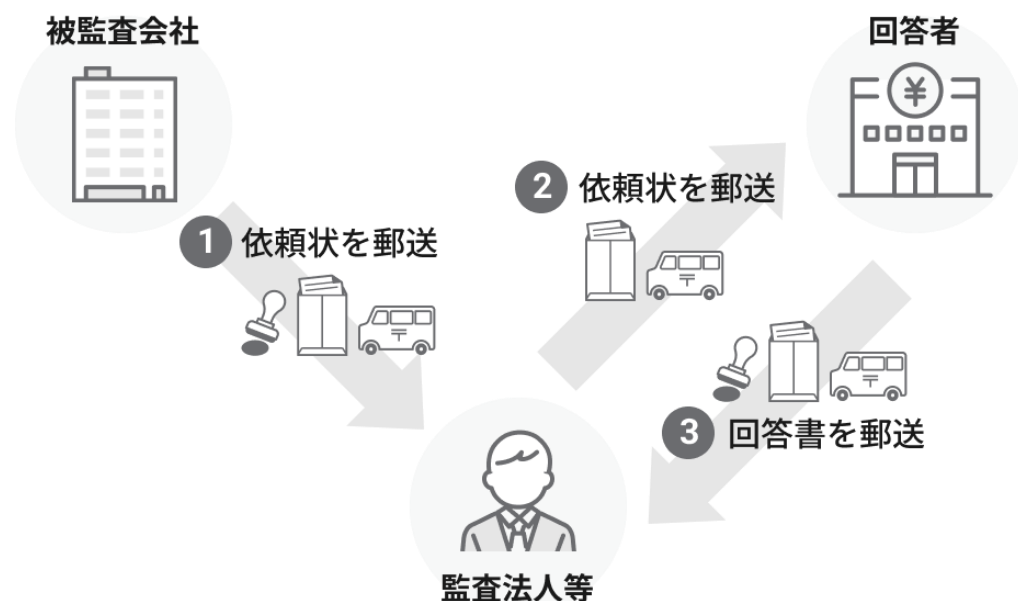 被監査会社
回答者
¥
2 依頼状を郵送
1 依頼状を郵送
〒
〒
〒
3 回答書を郵送
監査法人等